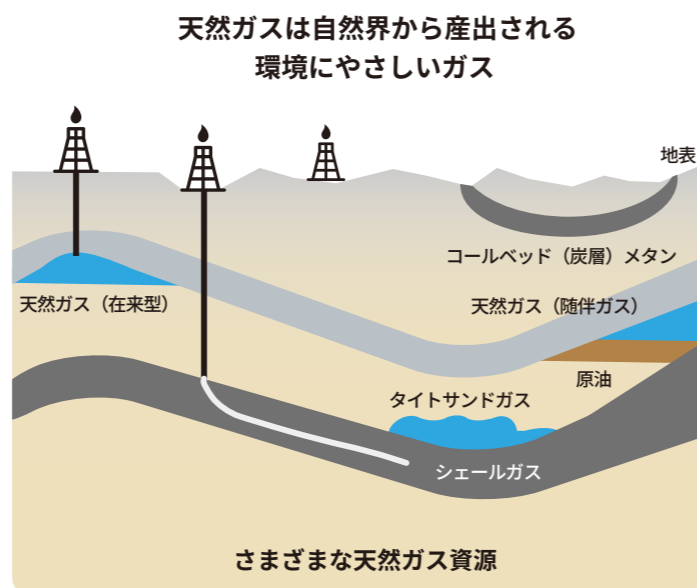 天然ガスは自然界から産出される
環境にやさしいガス
地表
コールベッド（炭層）メタン
天然ガス（在来型）
天然ガス（随伴ガス）
原油
タイトサンドガス
シェールガス
さまざまな天然ガス資源